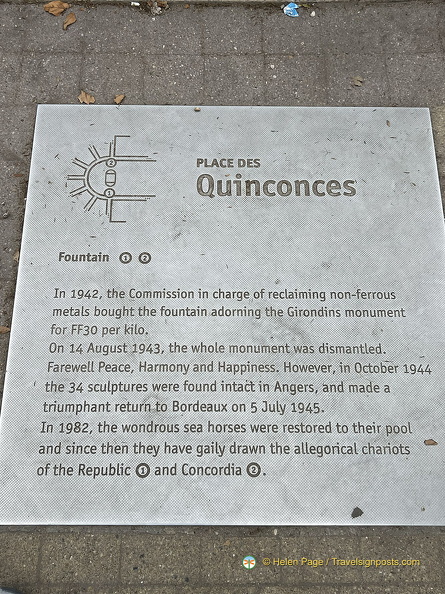 PLACE DES
Quinconces
Fountain ① ②
In 1942, the Commission in charge of reclaiming non-ferrous
metals bought the fountain adorning the Girondins monument
for FF30 per kilo.
On 14 August 1943, the whole monument was dismantled.
Farewell Peace, Harmony and Happiness. However, in October 1944
the 34 sculptures were found intact in Angers, and made a
triumphant return to Bordeaux on 5 July 1945.
In 1982, the wondrous sea horses were restored to their pool
and since then they have gaily drawn the allegorical chariots
of the Republic ① and Concordia ②.
© Helen Page / Travelsignposts.com